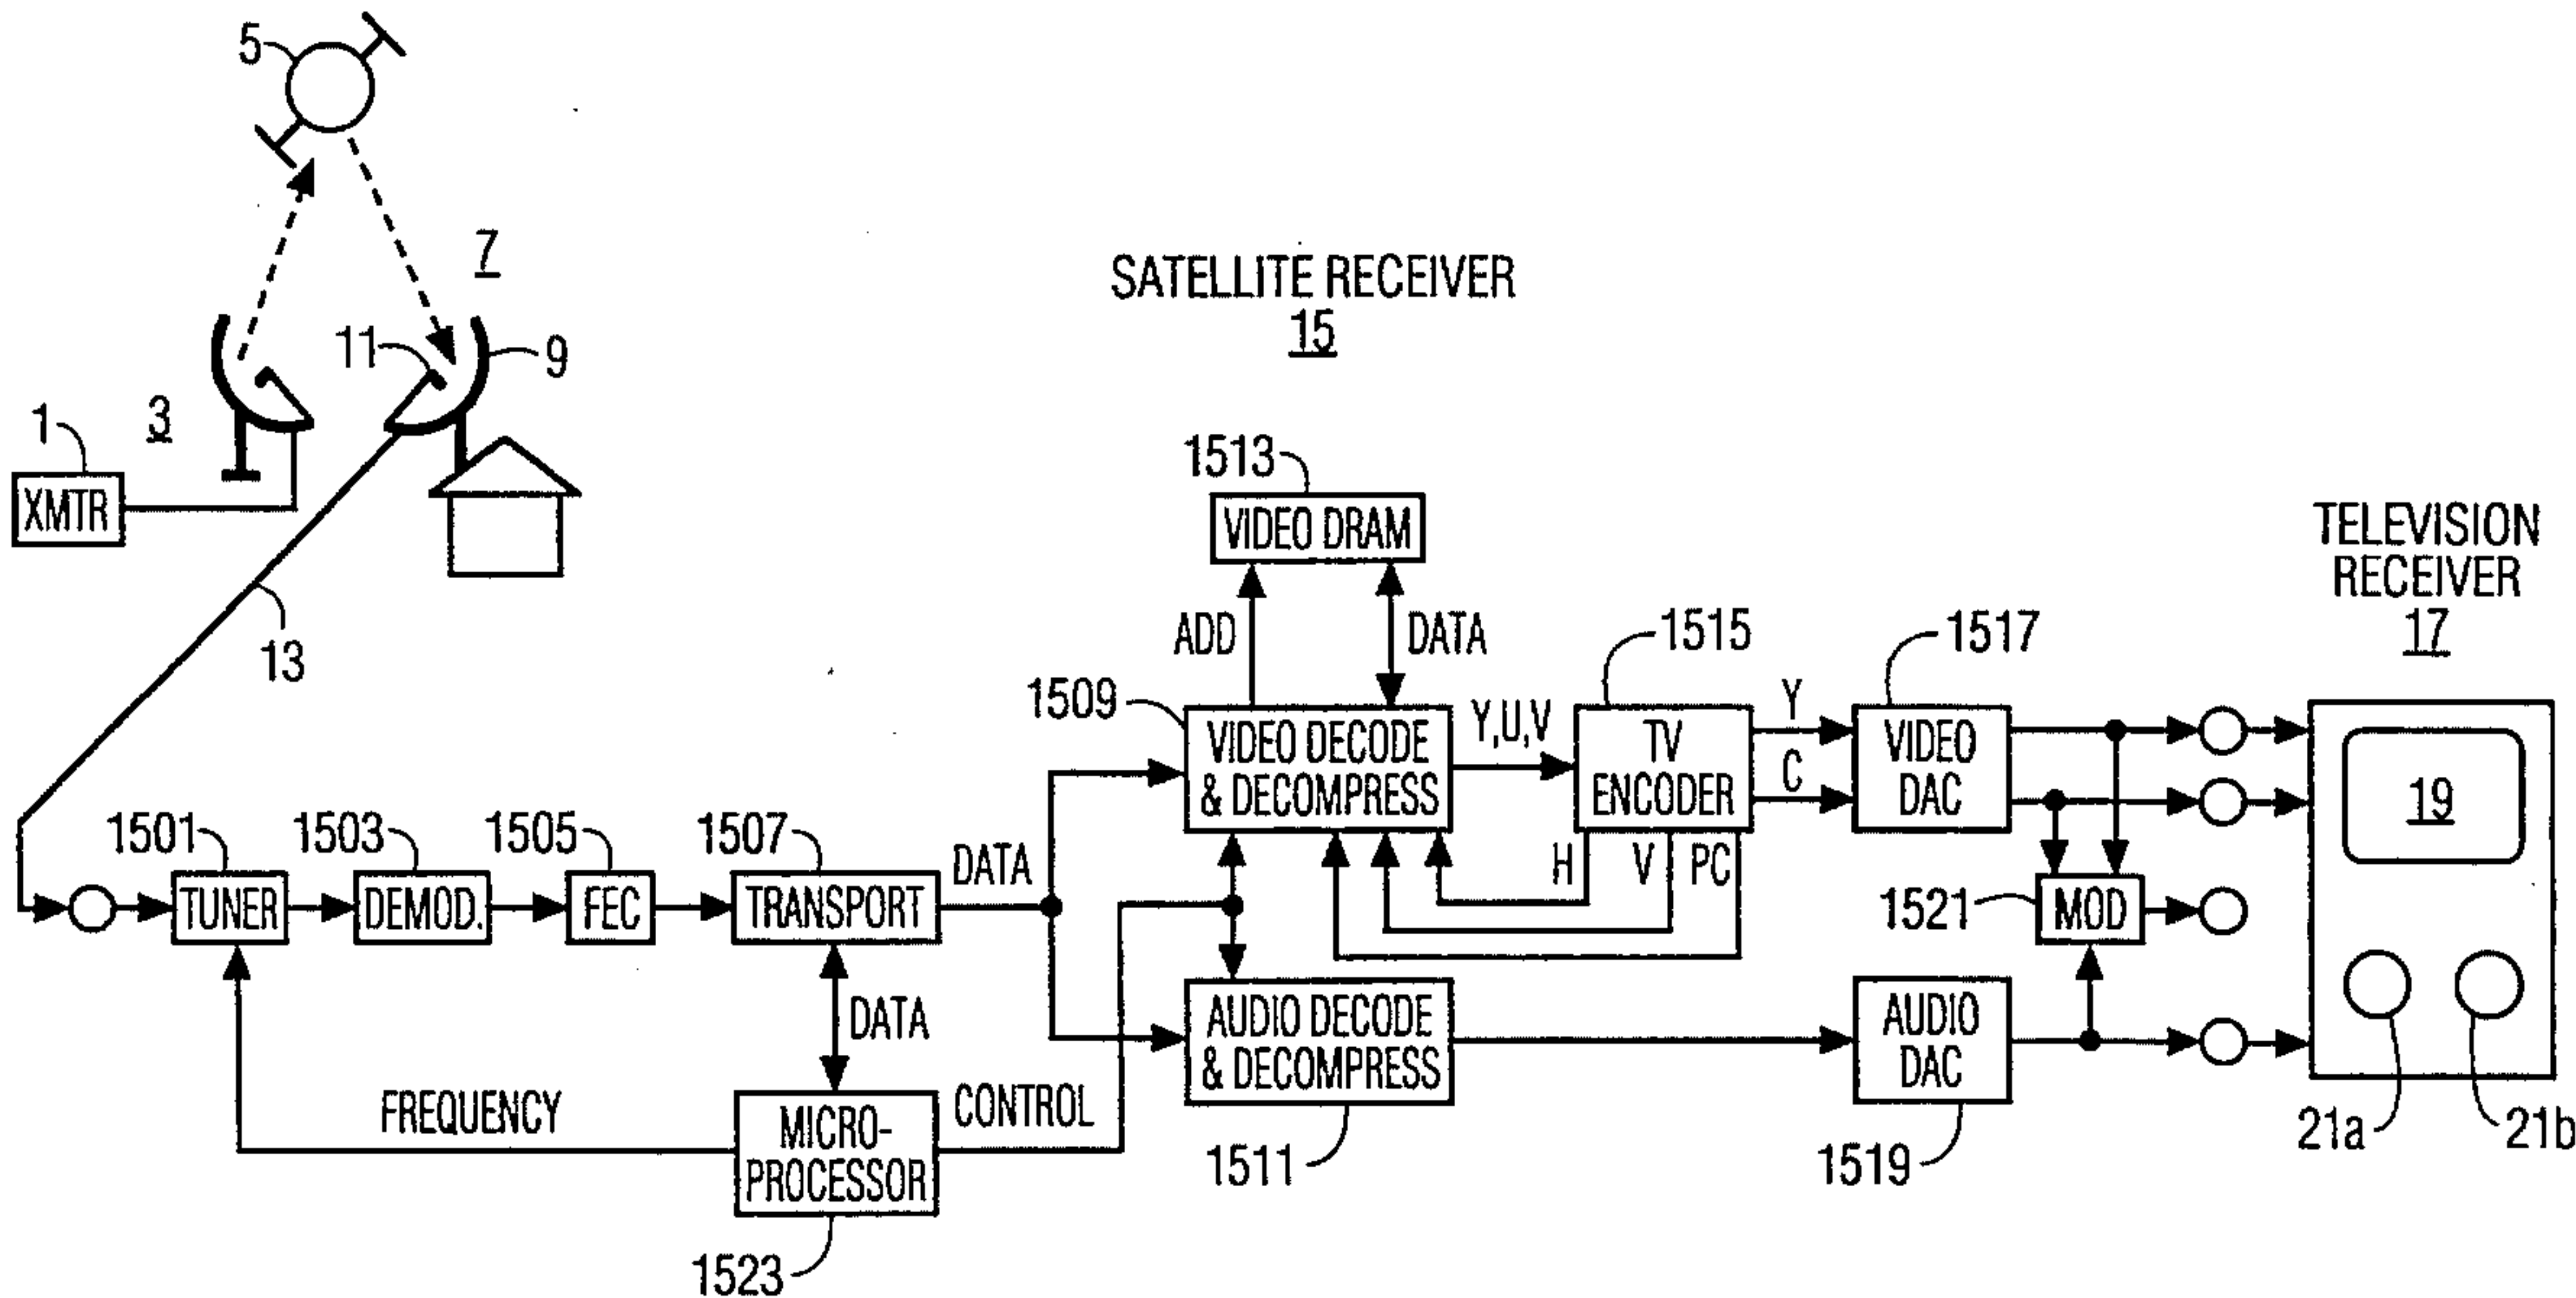 5
7
SATELLITE RECEIVER
15
11
9
1
3
XMTR
13
1513
VIDEO DRAM
TELEVISION
RECEIVER
17
ADD
DATA
1515
1517
1509
VIDEO DECODE
& DECOMPRESS
Y,U,V
TV
ENCODER
Y
C
VIDEO
DAC
19
1501
1503
1505
1507
TUNER
DEMOD.
FEC
TRANSPORT
DATA
H
V
PC
1521
MOD
DATA
AUDIO DECODE
& DECOMPRESS
AUDIO
DAC
FREQUENCY
MICRO-
PROCESSOR
CONTROL
1511
1519
21a
21b
1523